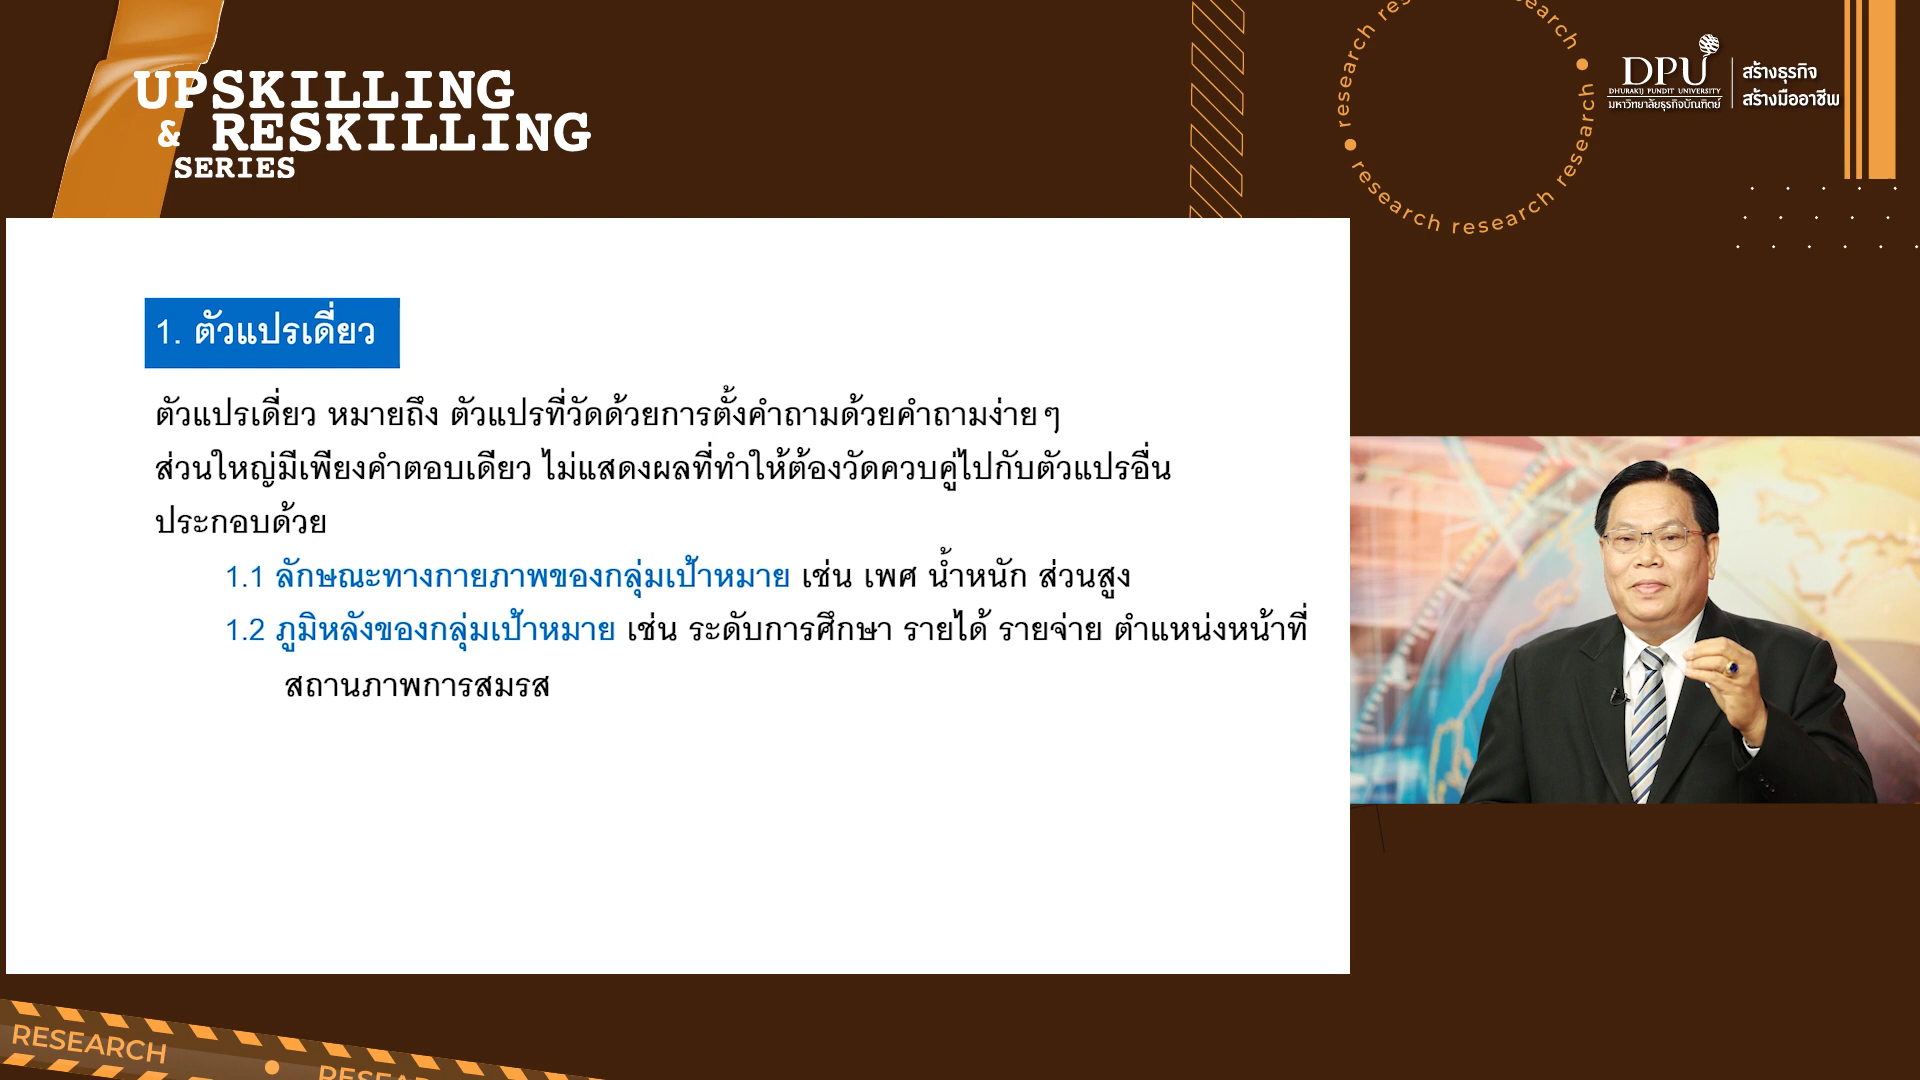 UPSKILLING
& RESKILLING
SERIES
research research research research research
DPU
DHURAKIJ PUNDIT UNIVERSITY
มหาวิทยาลัยธุรกิจบัณฑิตย์
สร้างธุรกิจ
สร้างมืออาชีพ
1. ตัวแปรเดี่ยว
ตัวแปรเดี่ยว หมายถึง ตัวแปรที่วัดด้วยการตั้งคำถามด้วยคำถามง่ายๆ
ส่วนใหญ่มีเพียงคำตอบเดียว ไม่แสดงผลที่ทำให้ต้องวัดควบคู่ไปกับตัวแปรอื่น
ประกอบด้วย
1.1 ลักษณะทางกายภาพของกลุ่มเป้าหมาย เช่น เพศ น้ำหนัก ส่วนสูง
1.2 ภูมิหลังของกลุ่มเป้าหมาย เช่น ระดับการศึกษา รายได้ รายจ่าย ตำแหน่งหน้าที่
สถานภาพการสมรส
RESEARCH